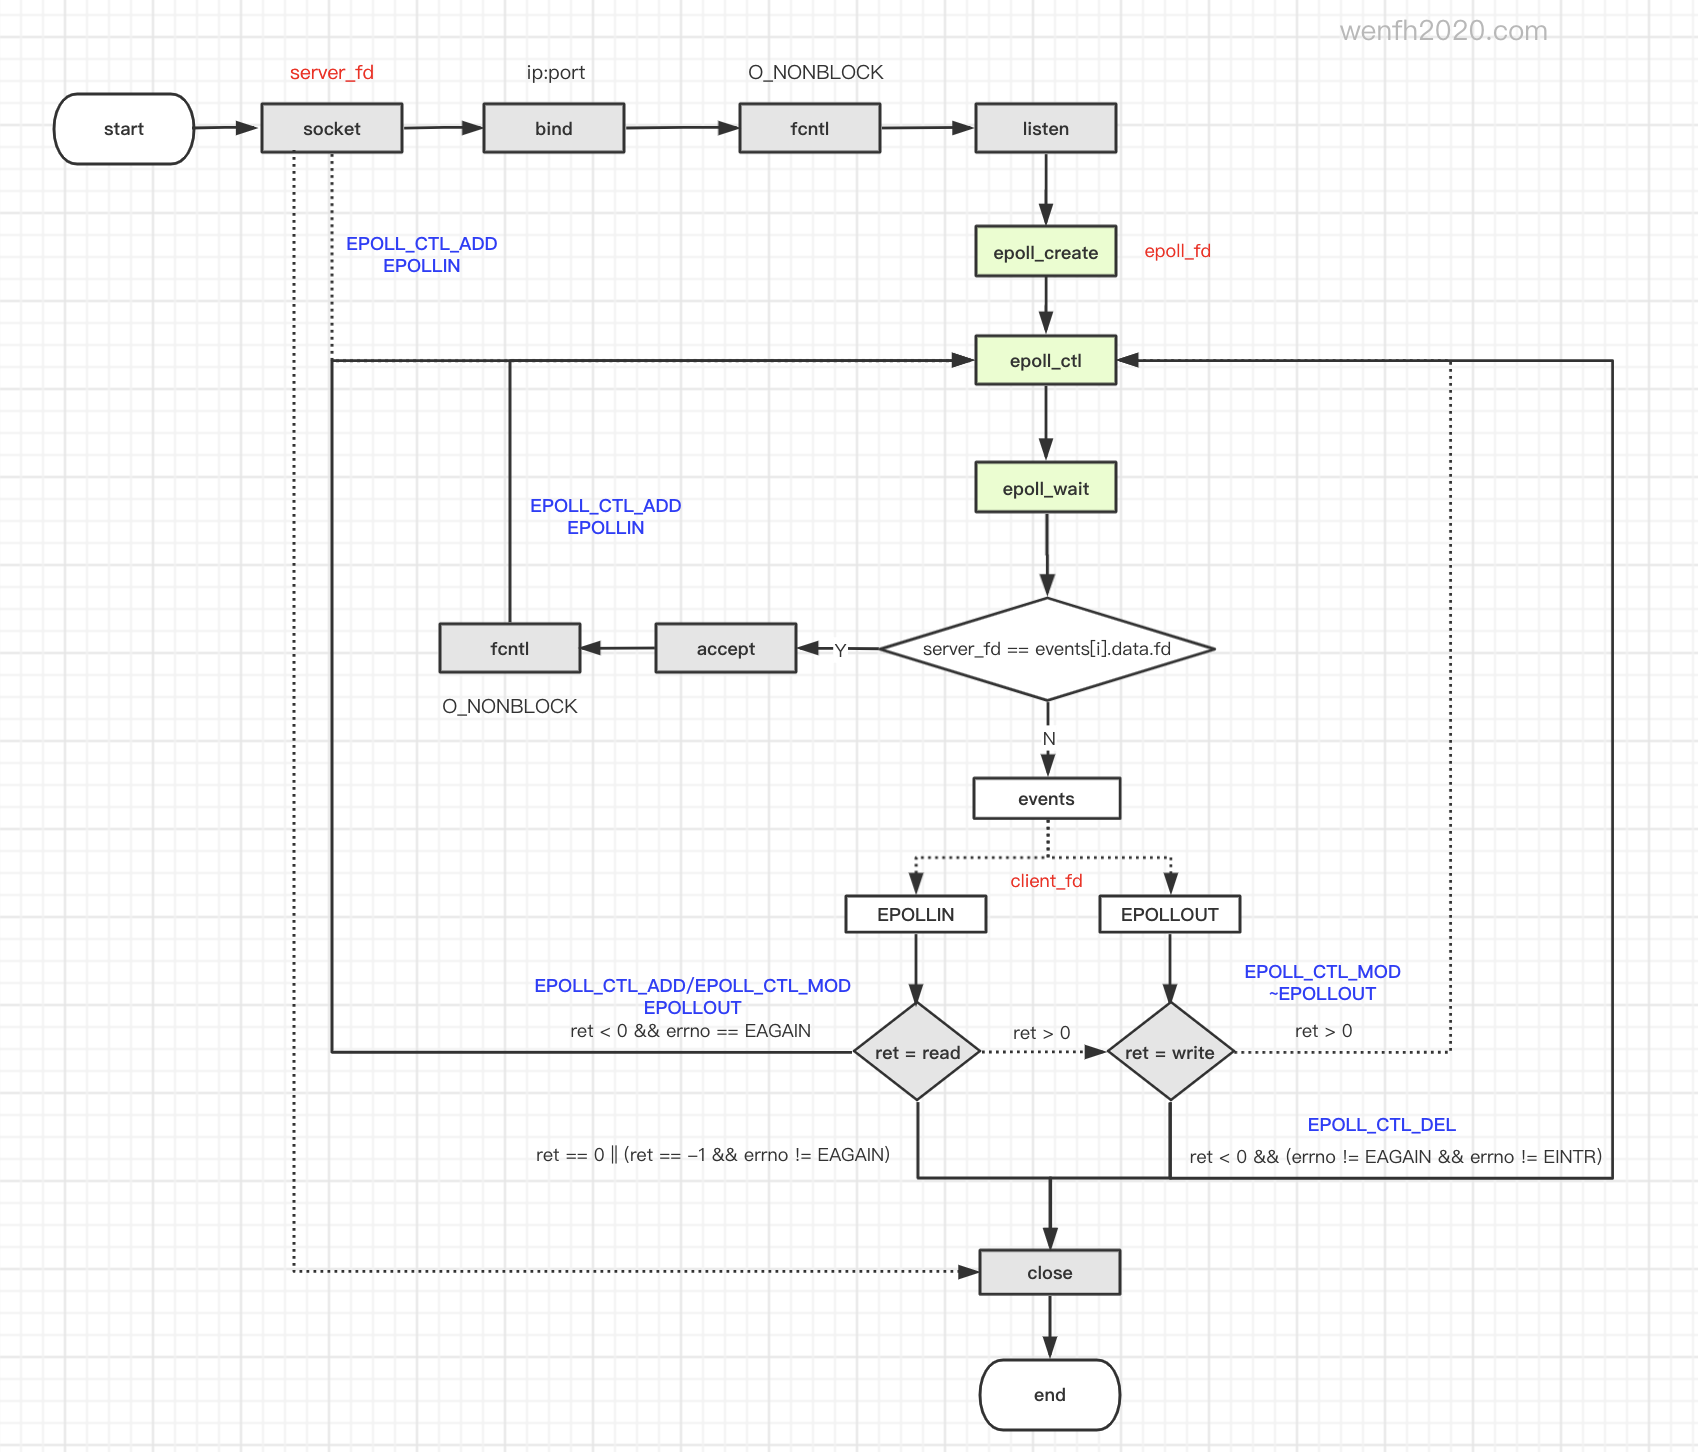 wenfh2020.com
server_fd
ip:port
O_NONBLOCK
start
socket
bind
fcntl
listen
EPOLL_CTL_ADD
EPOLLIN
epoll_create
epoll_fd
epoll_ctl
epoll_wait
EPOLL_CTL_ADD
EPOLLIN
fcntl
accept
Y
server_fd == events[i].data.fd
O_NONBLOCK
N
events
client_fd
EPOLLIN
EPOLLOUT
EPOLL_CTL_ADD/EPOLL_CTL_MOD
EPOLLOUT
ret < 0 && errno == EAGAIN
EPOLL_CTL_MOD
~EPOLLOUT
ret > 0
ret > 0
ret = read
ret = write
EPOLL_CTL_DEL
ret == 0 || (ret == -1 && errno != EAGAIN)
ret < 0 && (errno != EAGAIN && errno != EINTR)
close
end